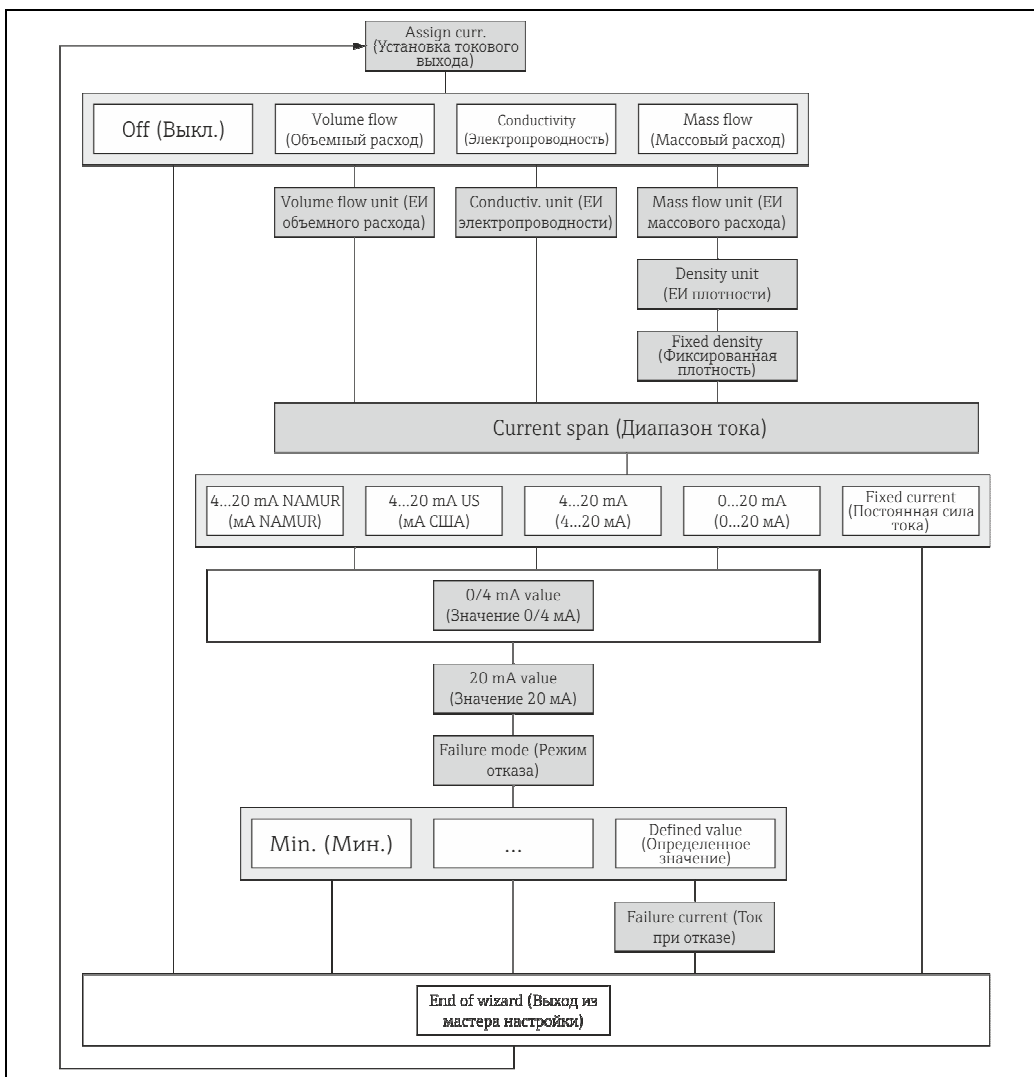 Assign curr.
(Установка токового
выхода)
Off (Выкл.)
Volume flow
(Объемный расход)
Conductivity
(Электропроводность)
Mass flow
(Массовый расход)
Volume flow unit (ЕИ
объемного расхода)
Conductiv. unit (ЕИ
электропроводности)
Mass flow unit (ЕИ
массового расхода)
Density unit
(ЕИ плотности)
Fixed density
(Фиксированная
плотность)
Current span (Диапазон тока)
4...20 mA NAMUR
(мА NAMUR)
4...20 mA US
(мА США)
4...20 mA
(4...20 мА)
0...20 mA
(0...20 мА)
Fixed current
(Постоянная сила
тока)
0/4 mA value
(Значение 0/4 мА)
20 mA value
(Значение 20 мА)
Failure mode (Режим
отказа)
Min. (Мин.)
...
Defined value
(Определенное
значение)
Failure current (Ток
при отказе)
End of wizard (Выход из
мастера настройки)